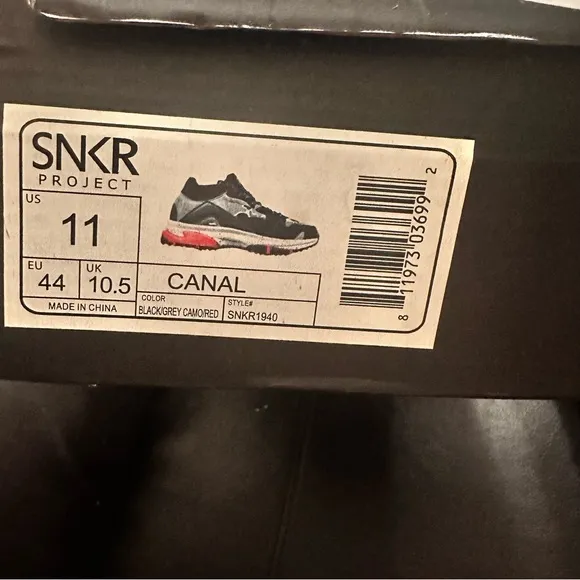 SNKR
PROJECT
US
11
EU
44
UK
10.5
MADE IN CHINA
CANAL
COLOR
BLACK/GREY CAMO/RED
STYLE#
SNKR1940
8 11973 03699 2